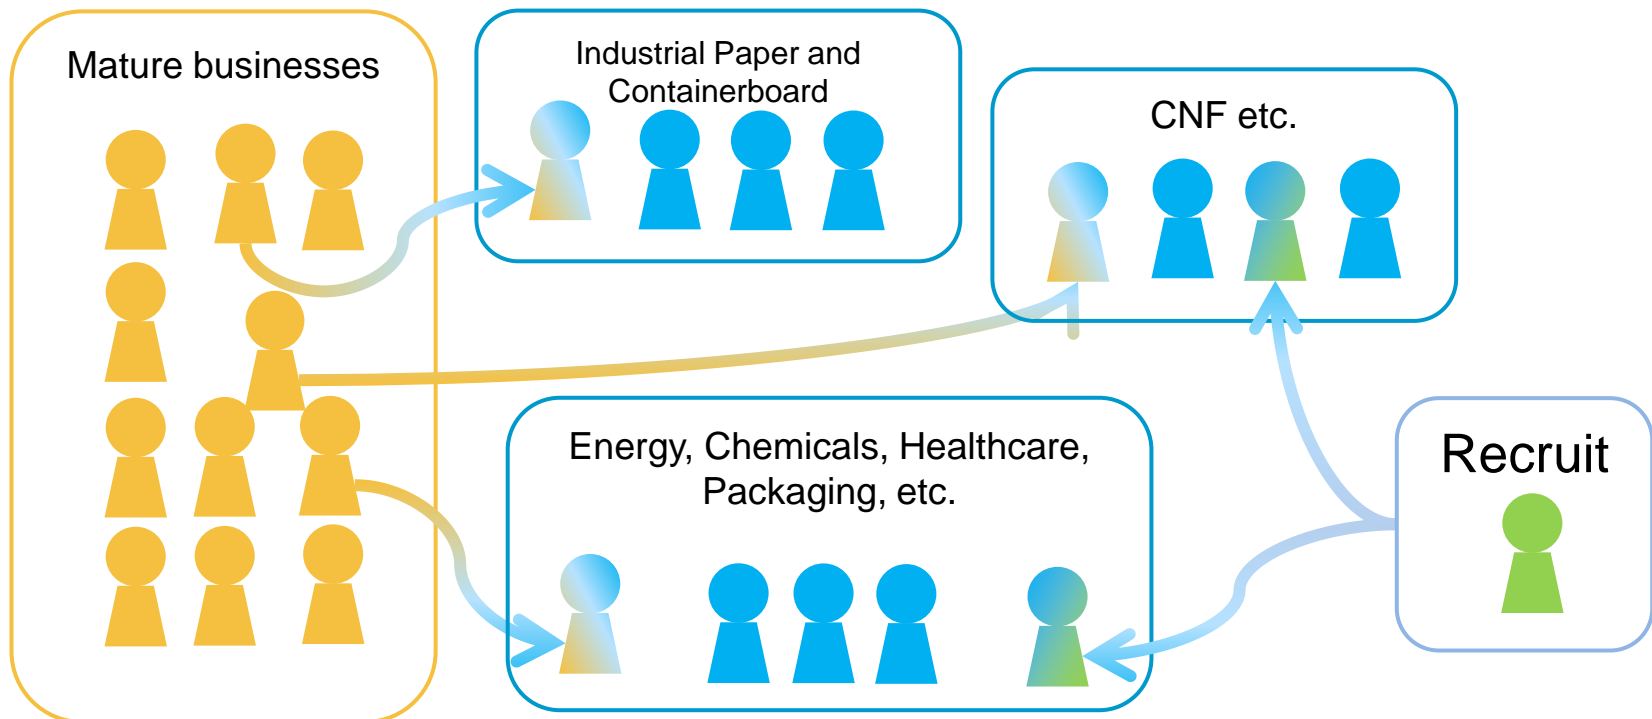 Mature businesses
Industrial Paper and
Containerboard
CNF etc.
Energy, Chemicals, Healthcare,
Packaging, etc.
Recruit